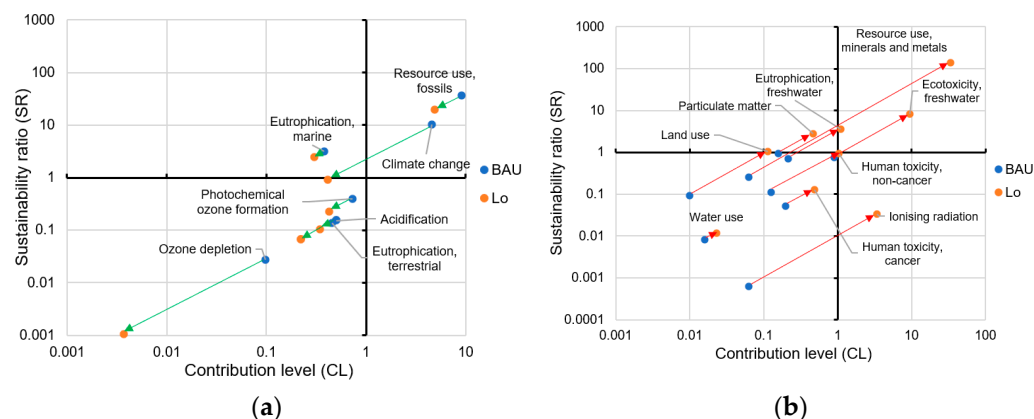 1000
100
10
1
0.1
0.01
0.001
Sustainability ratio (SR)
Resource use,
fossils
Eutrophication,
marine
Climate change
Photochemical
ozone formation
Acidification
Ozone depletion
Eutrophication,
terrestrial
0.001
0.01
0.1
1
10
Contribution level (CL)
BAU
Lo
(a)
1000
100
10
1
0.1
0.01
0.001
0.0001
Sustainability ratio (SR)
Resource use,
minerals and metals
Eutrophication,
freshwater
Particulate matter
Ecotoxicity,
freshwater
Land use
Human toxicity,
non-cancer
Water use
Ionising radiation
Human toxicity,
cancer
0.001
0.01
0.1
1
10
100
Contribution level (CL)
BAU
Lo
(b)